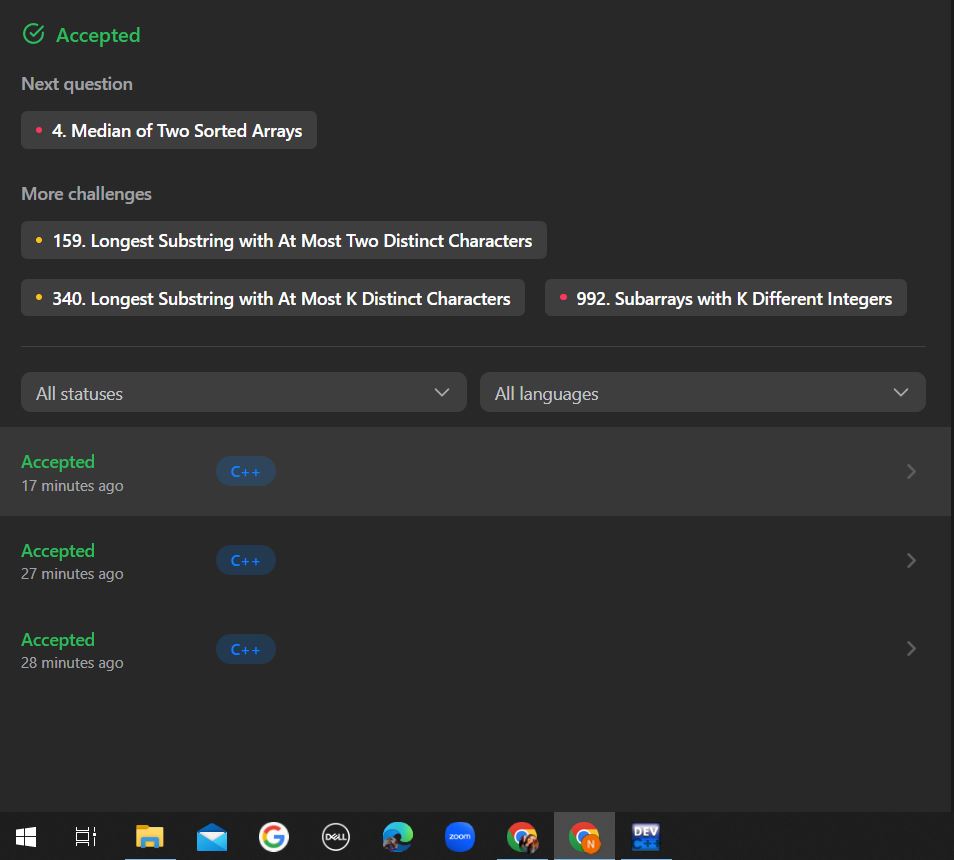 Accepted
Next question
4. Median of Two Sorted Arrays
More challenges
159. Longest Substring with At Most Two Distinct Characters
340. Longest Substring with At Most K Distinct Characters 992. Subarrays with K Different Integers
All statuses All languages
Accepted
17 minutes ago
C++
Accepted
27 minutes ago
C++
Accepted
28 minutes ago
C++
DELL
zoom
N
DEV
C++